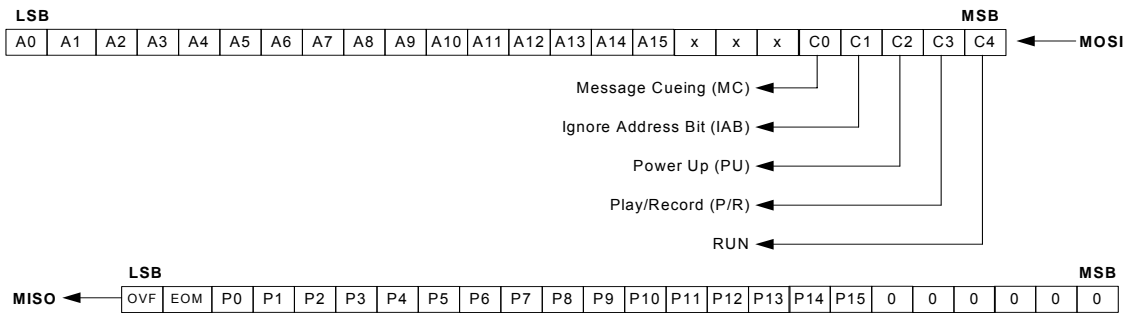 LSB MSB
A0 A1 A2 A3 A4 A5 A6 A7 A8 A9 A10 A11 A12 A13 A14 A15 x x x C0 C1 C2 C3 C4 MOSI
Message Cueing (MC)
Ignore Address Bit (IAB)
Power Up (PU)
Play/Record (P/R)
RUN
LSB MSB
MISO OVF EOM P0 P1 P2 P3 P4 P5 P6 P7 P8 P9 P10 P11 P12 P13 P14 P15 0 0 0 0 0 0